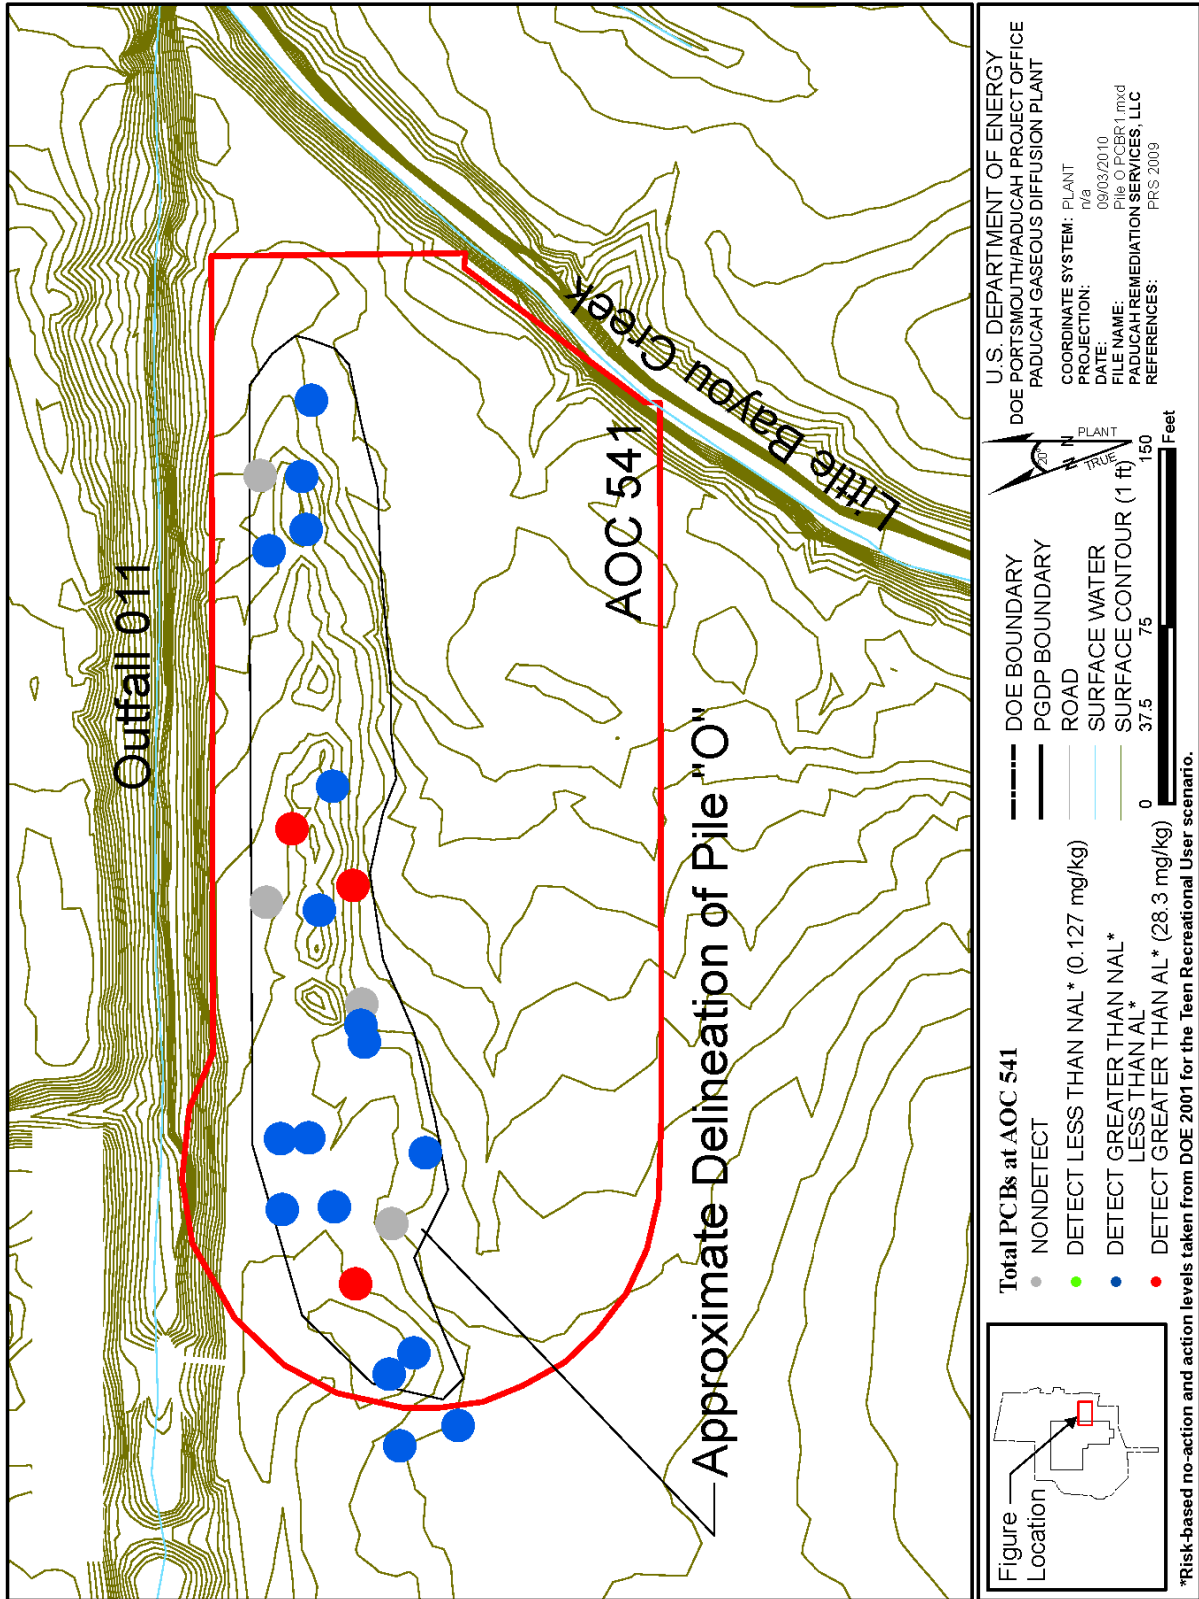 Outfall 011
AOC 541
Little Bayou Creek
Approximate Delineation of Pile "O"
Figure
Location
Total PCBs at AOC 541
NONDETECT
DETECT LESS THAN NAL* (0.127 mg/kg)
DETECT GREATER THAN NAL*
LESS THAN AL*
DETECT GREATER THAN AL* (28.3 mg/kg)
DOE BOUNDARY
PGDP BOUNDARY
ROAD
SURFACE WATER
SURFACE CONTOUR (1 ft)
0 37.5 75 150
Feet
20°
N
PLANT
TRUE
U.S. DEPARTMENT OF ENERGY
DOE PORTSMOUTH/PADUCAH PROJECT OFFICE
PADUCAH GASEOUS DIFFUSION PLANT
COORDINATE SYSTEM: PLANT
PROJECTION: n/a
DATE: 09/03/2010
FILE NAME: Pile O PCBR1.mxd
PADUCAH REMEDIATION SERVICES, LLC
REFERENCES: PRS 2009
*Risk-based no-action and action levels taken from DOE 2001 for the Teen Recreational User scenario.